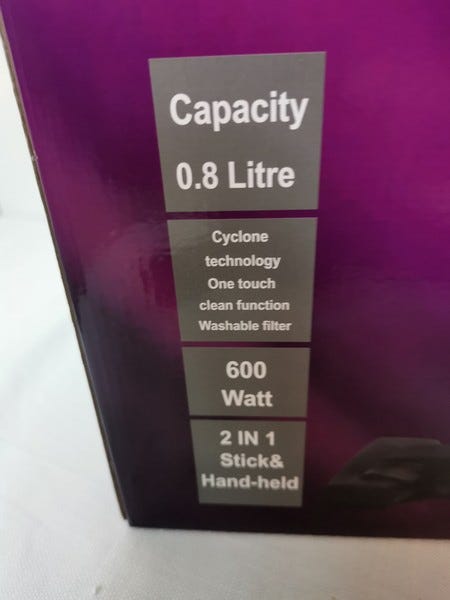 Capacity
0.8 Litre
Cyclone
technology
One touch
clean function
Washable filter
600
Watt
2 IN 1
Stick&
Hand-held